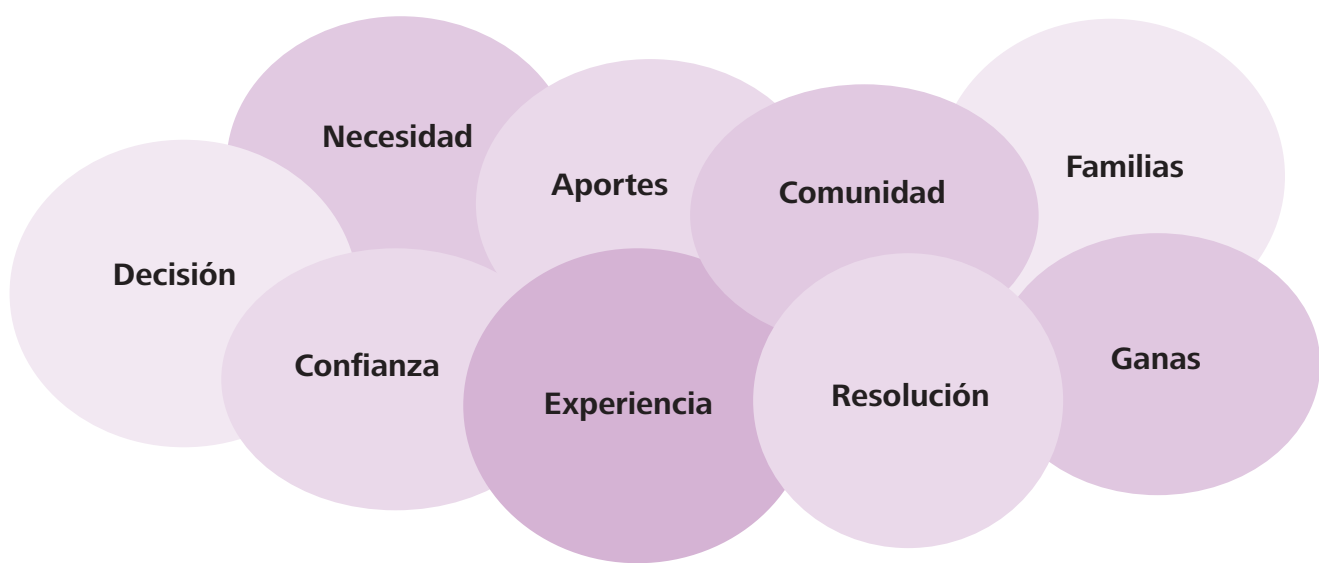 Necesidad
Aportes
Comunidad
Familias
Decisión
Confianza
Experiencia
Resolución
Ganas